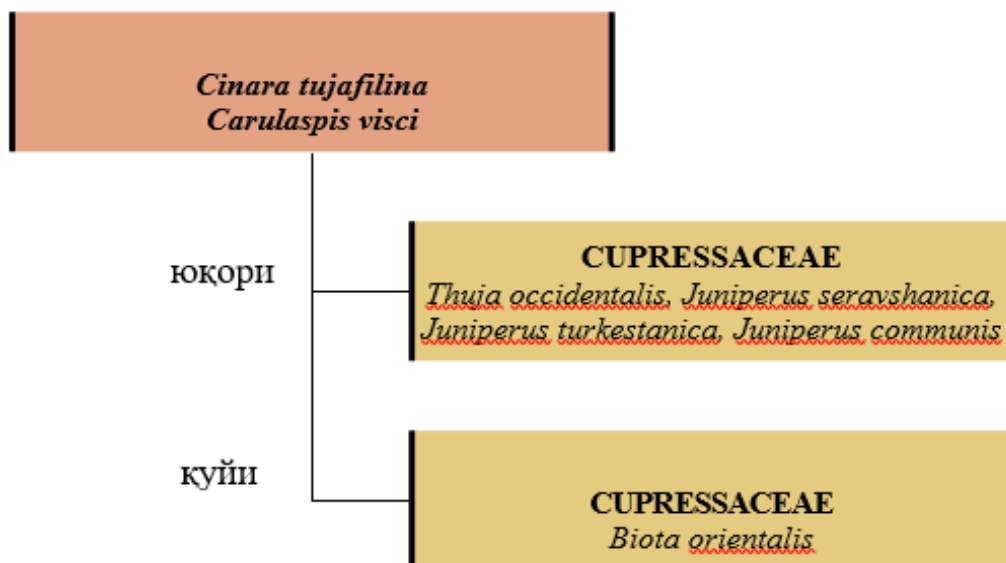 Cinara tujafilina
Carulaspis visci
юқори
CUPRESSACEAE
Thuja occidentalis, Juniperus seravshanica,
Juniperus turkestanica, Juniperus communis
қуйи
CUPRESSACEAE
Biota orientalis